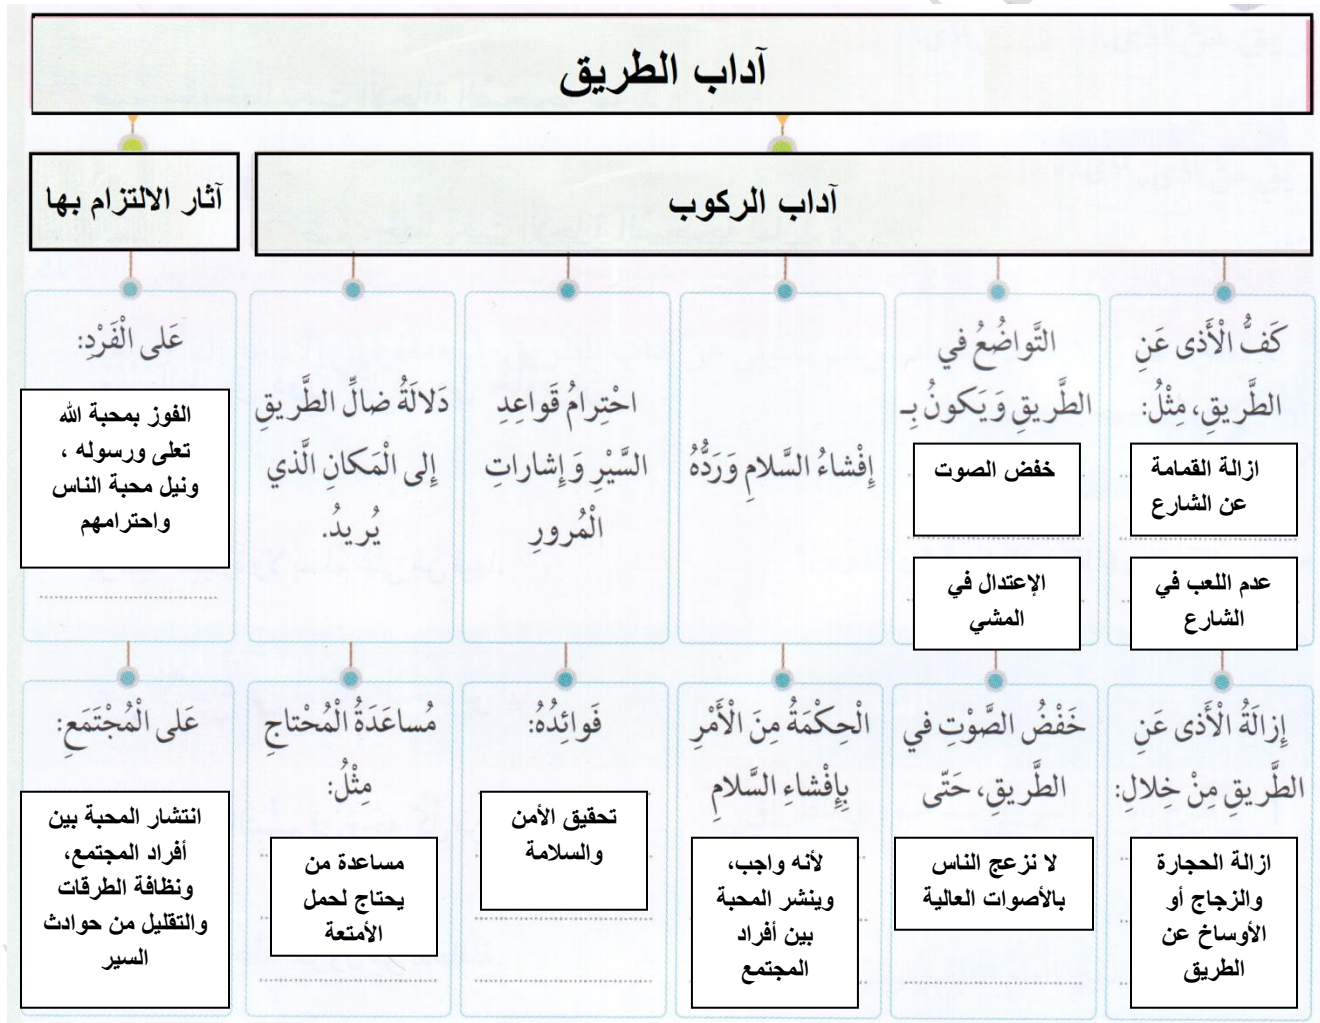 آداب الطريق
آداب الركوب
آثار الالتزام بها
كَفُّ الْأَذى عَنِ
الطَّريقِ، مِثْلُ:
ازالة القمامة
عن الشارع
عدم اللعب في
الشارع
التَّواضُعُ في
الطَّريقِ وَيَكونُ بِـ
خفض الصوت
الإعتدال في
المشي
إِفْشاءُ السَّلامِ وَرَدُّهُ
احْتِرامُ قَواعِدِ
السَّيْرِ وَإِشاراتِ
الْمُرورِ
دَلالَةُ ضالِّ الطَّريقِ
إِلى الْمَكانِ الَّذي
يُريدُ.
عَلى الْفَرْدِ:
الفوز بمحبة الله
تعلى ورسوله ،
ونيل محبة الناس
واحترامهم
إِزالَةُ الْأَذى عَنِ
الطَّريقِ مِنْ خِلالِ:
ازالة الحجارة
والزجاج أو
الأوساخ عن
الطريق
خَفْضُ الصَّوْتِ في
الطَّريقِ، حَتّى
لا نزعج الناس
بالأصوات العالية
الْحِكْمَةُ مِنَ الْأَمْرِ
بِإِفْشاءِ السَّلامِ
لأنه واجب،
وينشر المحبة
بين أفراد
المجتمع
فَوائِدُهُ:
تحقيق الأمن
والسلامة
مُساعَدَةُ الْمُحْتاجِ
مِثْلُ:
مساعدة من
يحتاج لحمل
الأمتعة
عَلى الْمُجْتَمَعِ:
انتشار المحبة بين
أفراد المجتمع،
ونظافة الطرقات
والتقليل من حوادث
السير